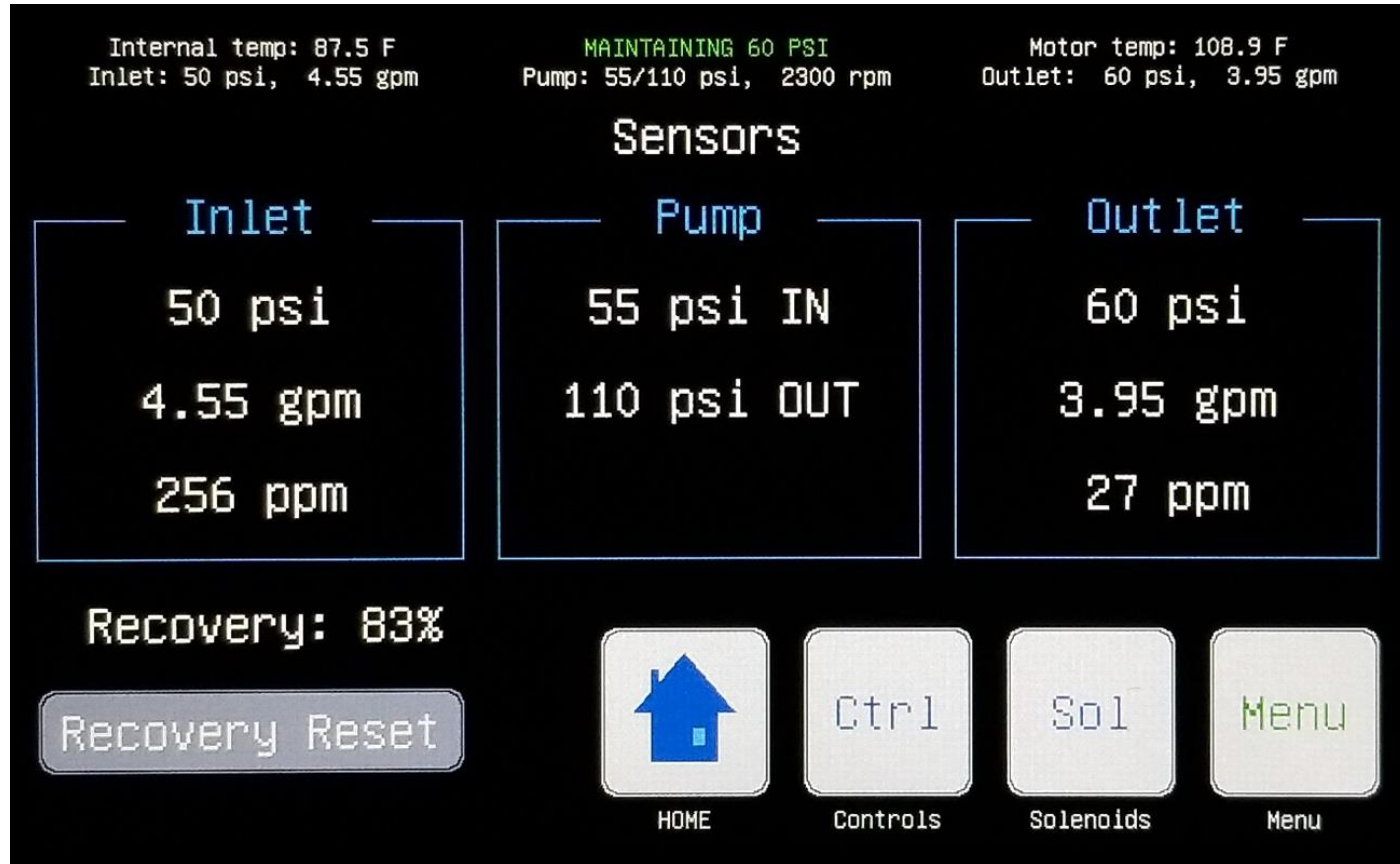 Internal temp: 87.5 F
Inlet: 50 psi, 4.55 gpm
MAINTAINING 60 PSI
Pump: 55/110 psi, 2300 rpm
Motor temp: 108.9 F
Outlet: 60 psi, 3.95 gpm
Sensors
Inlet
50 psi
4.55 gpm
256 ppm
Pump
55 psi IN
110 psi OUT
Outlet
60 psi
3.95 gpm
27 ppm
Recovery: 83%
Recovery Reset
HOME
Ctrl
Controls
Sol
Solenoids
Menu
Menu